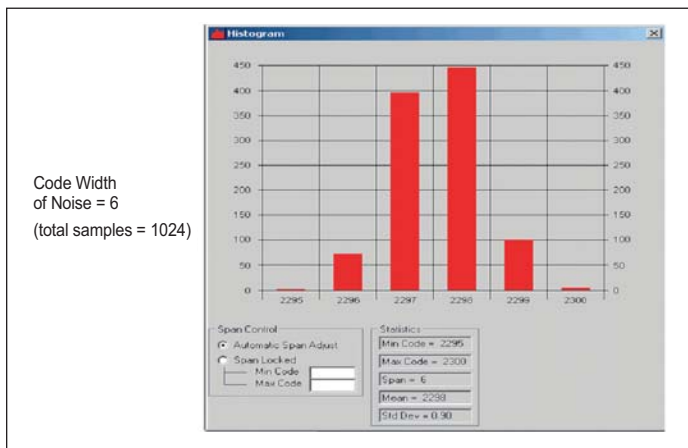 Histogram
450 450
400 400
350 350
300 300
250 250
200 200
150 150
100 100
50 50
0 0
2295 2296 2297 2298 2299 2300
Code Width
of Noise = 6
(total samples = 1024)
Span Control
Automatic Span Adjust
Span Locked
Min Code
Max Code
Statistics
Min Code = 2295
Max Code = 2300
Span = 6
Mean = 2298
Std Dev = 0.90